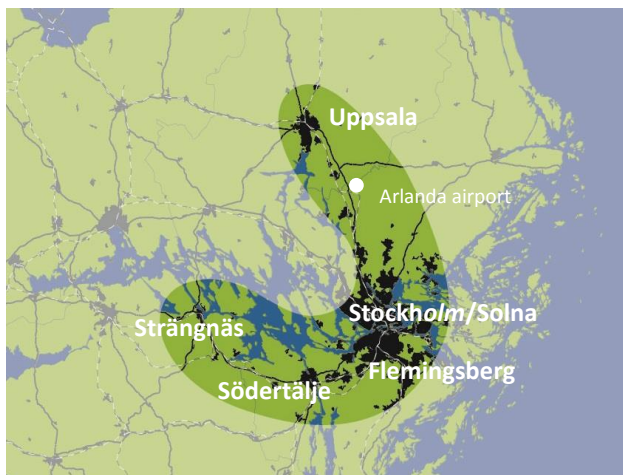 Uppsala
Arlanda airport
Stockholm/Solna
Strängnäs
Flemingsberg
Södertälje